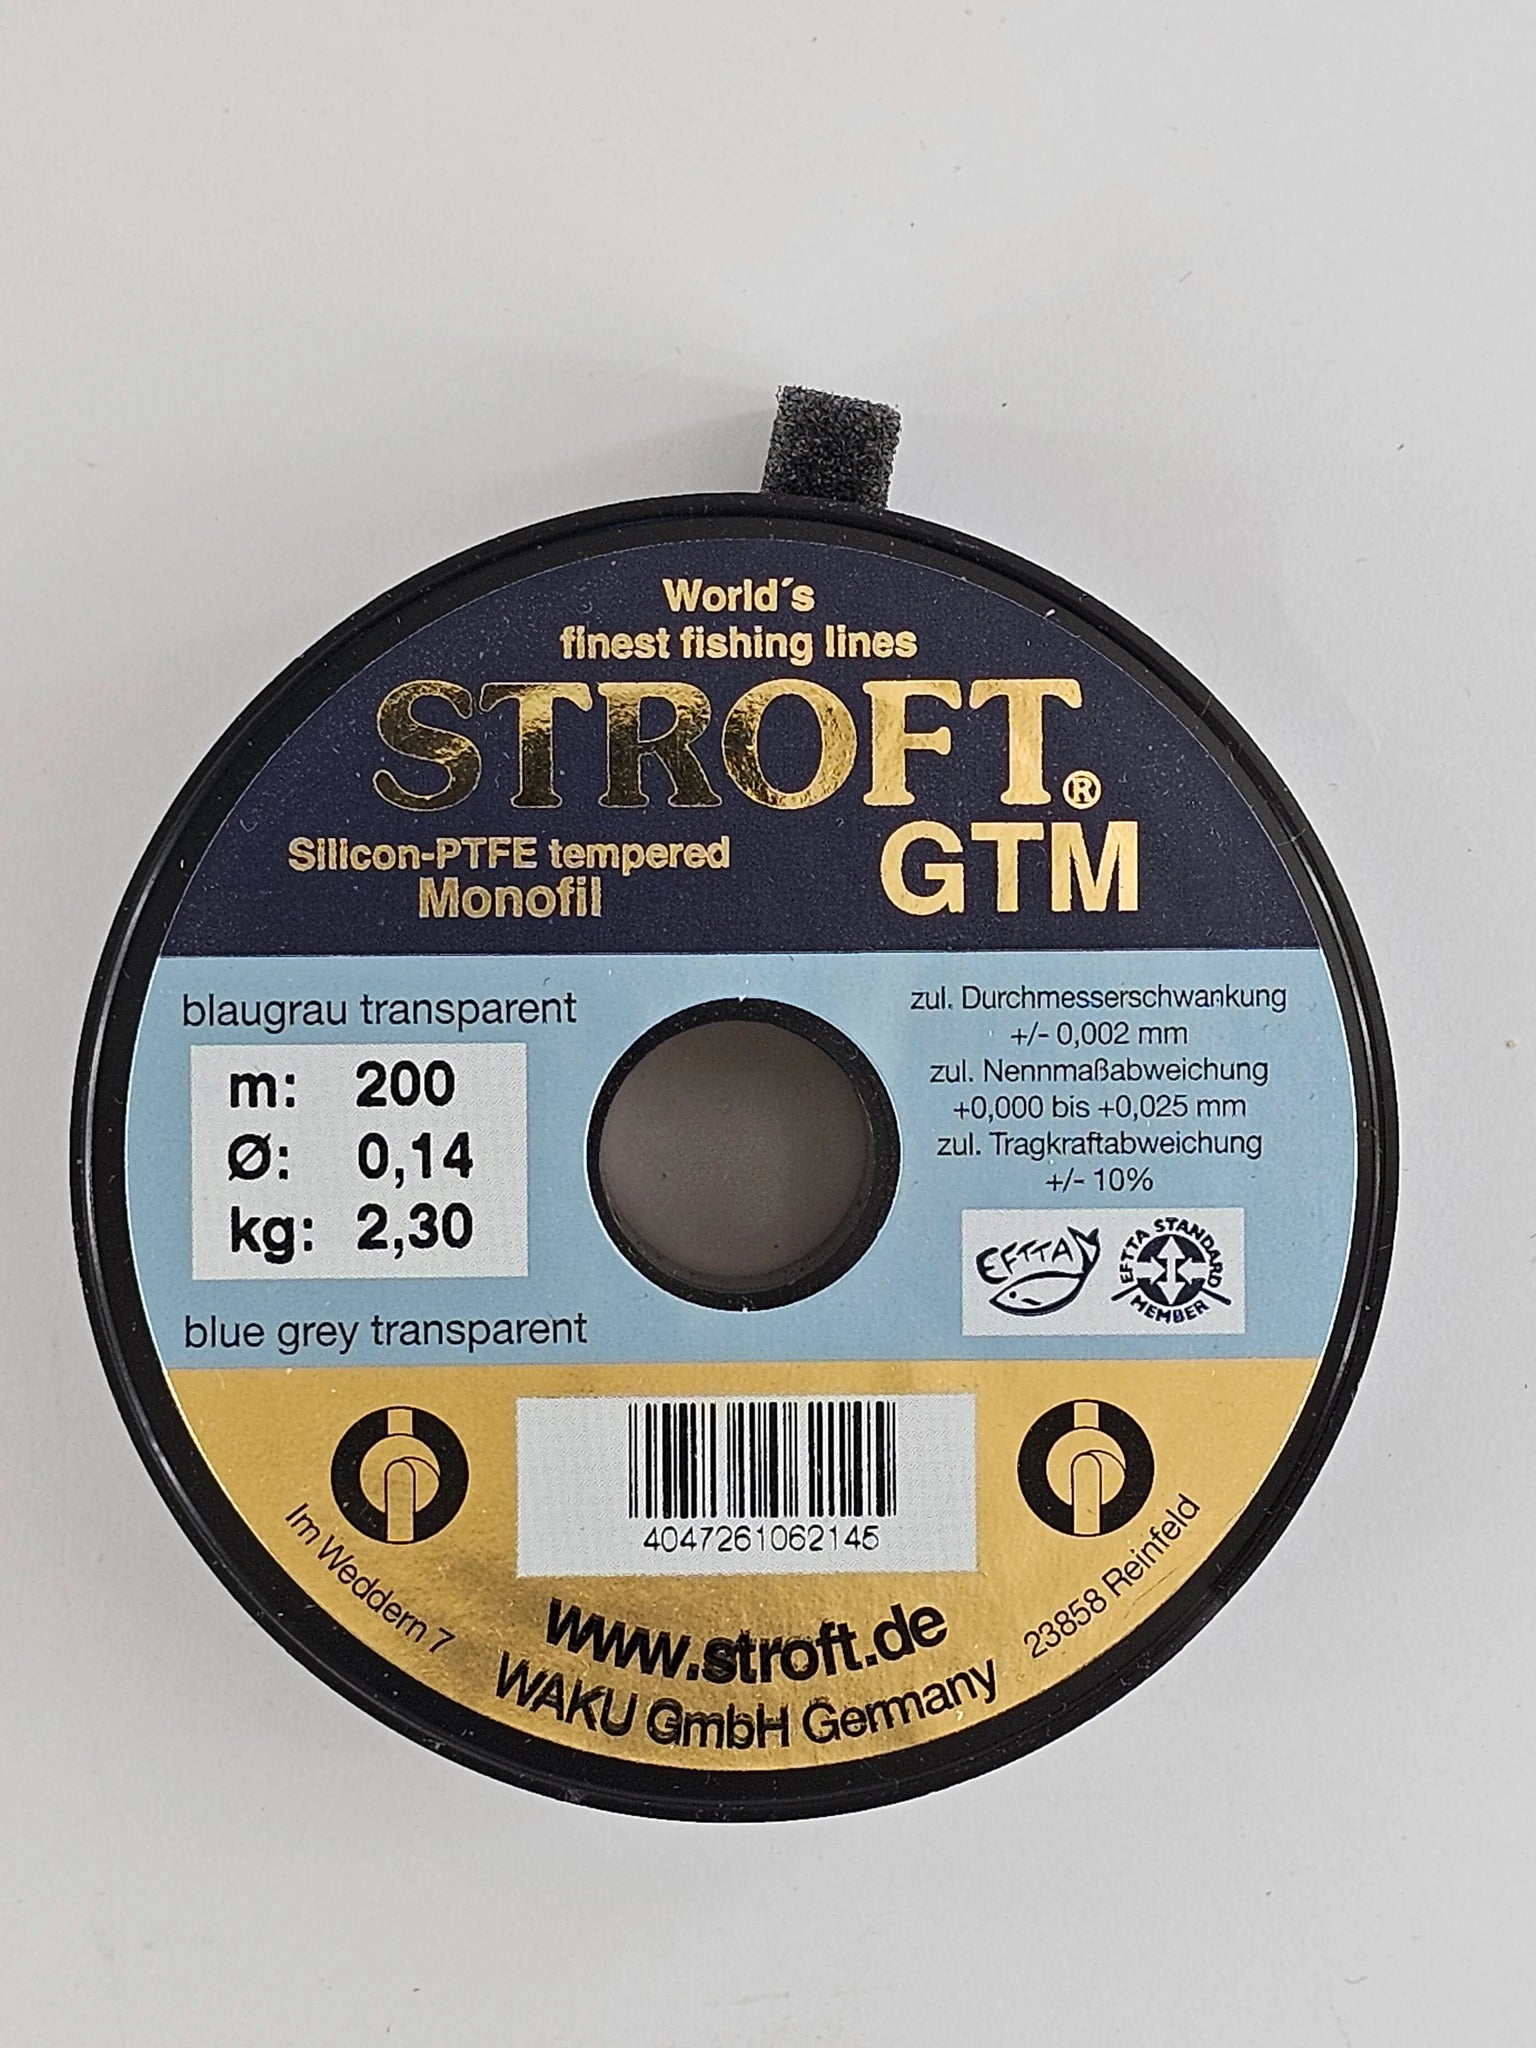 World´s
finest fishing lines
STROFT®
GTM
Silicon-PTFE tempered
Monofil
blaugrau transparent
m: 200
Ø: 0,14
kg: 2,30
blue grey transparent
zul. Durchmesserschwankung
+/- 0,002 mm
zul. Nennmaßabweichung
+0,000 bis +0,025 mm
zul. Tragkraftabweichung
+/- 10%
EFTTA
EFTTA STANDARD
MEMBER
4047261062145
Im Weddern 7
www.stroft.de
WAKU GmbH Germany
23858 Reinfeld